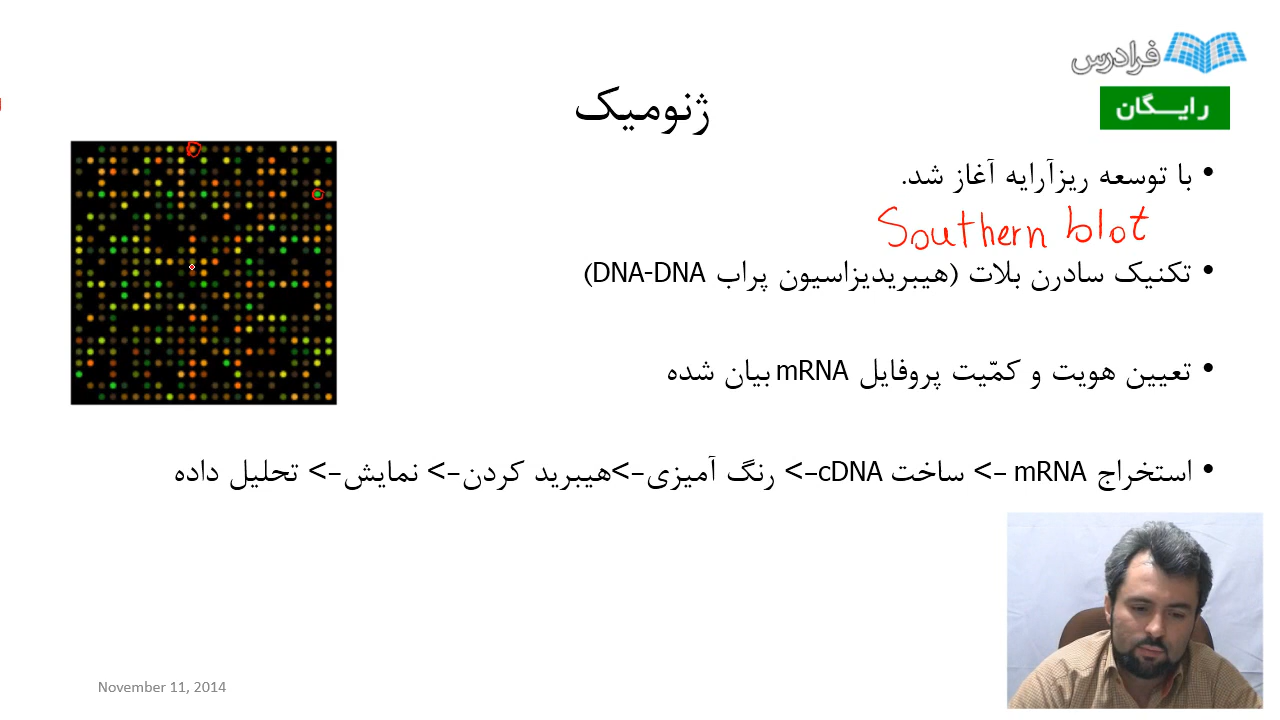 فرادرس
رایگان
ژنومیک
• با توسعه ریزآرایه آغاز شد.
Southern blot
• تکنیک سادرن بلات (هیبریدیزاسیون پراب DNA-DNA)
• تعیین هویت و کمّیت پروفایل mRNA بیان شده
• استخراج mRNA -> ساخت cDNA-> رنگ آمیزی->هیبرید کردن-> نمایش-> تحلیل داده
November 11, 2014